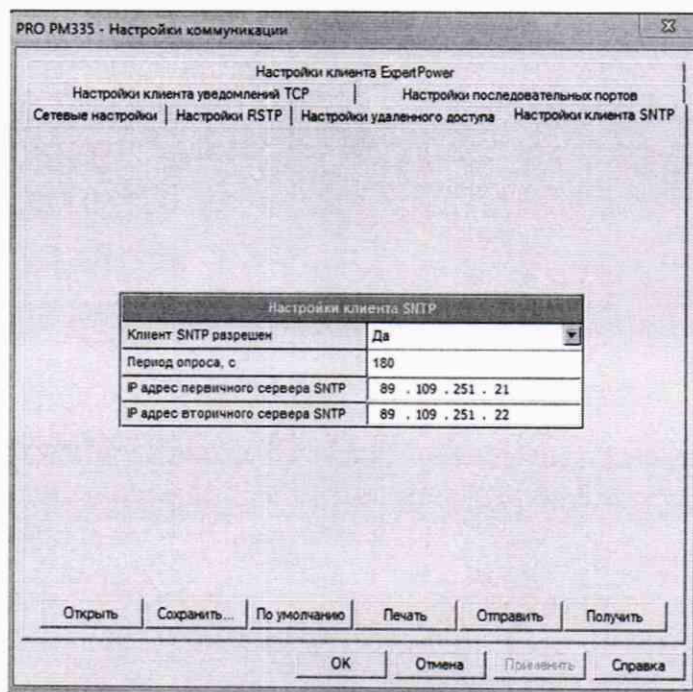 PRO PM335 - Настройки коммуникации
Настройки клиента ExpertPower
Настройки клиента уведомлений TCP
Настройки последовательных портов
Сетевые настройки
Настройки RSTP
Настройки удаленного доступа
Настройки клиента SNTP
Настройки клиента SNTP
Клиент SNTP разрешен
Да
Период опроса, с
180
IP адрес первичного сервера SNTP
89 . 109 . 251 . 21
IP адрес вторичного сервера SNTP
89 . 109 . 251 . 22
Открыть
Сохранить...
По умолчанию
Печать
Отправить
Получить
OK
Отмена
Применить
Справка